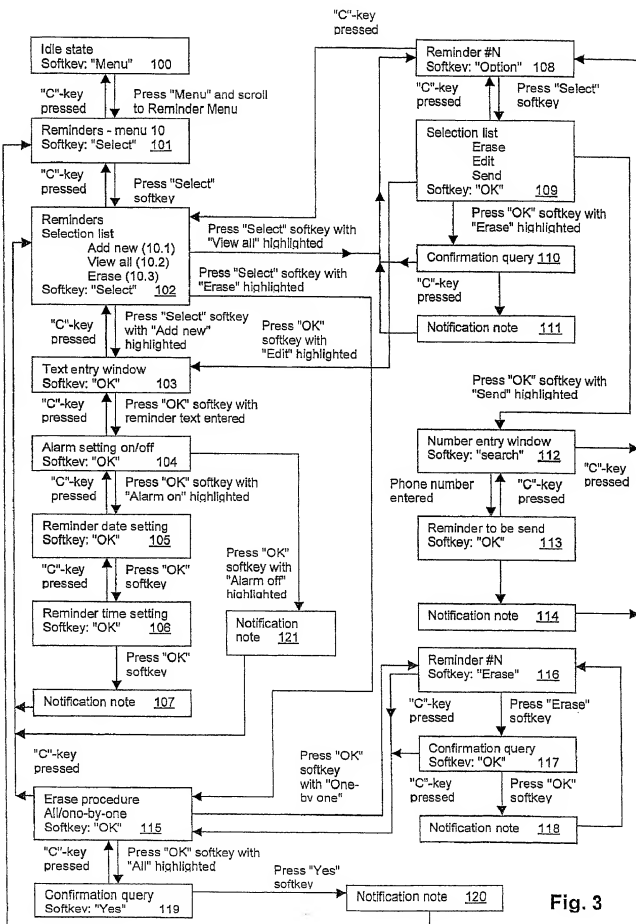 "C"-key
pressed
Idle state
Softkey: "Menu" 100
"C"-key
pressed
Press "Menu" and scroll
to Reminder Menu
Reminders - menu 10
Softkey: "Select" 101
"C"-key
pressed
Press "Select"
softkey
Reminders
Selection list
Add new (10.1)
View all (10.2)
Erase (10.3)
Softkey: "Select" 102
Press "Select" softkey with
"View all" highlighted
Press "Select" softkey with
"Erase" highlighted
"C"-key
pressed
Press "Select" softkey
with "Add new"
highlighted
Press "OK"
softkey with
"Edit" highlighted
Text entry window
Softkey: "OK" 103
"C"-key
pressed
Press "OK" softkey with
reminder text entered
Alarm setting on/off
Softkey: "OK" 104
"C"-key
pressed
Press "OK" softkey with
"Alarm on" highlighted
Reminder date setting
Softkey: "OK" 105
"C"-key
pressed
Press "OK"
softkey
Reminder time setting
Softkey: "OK" 106
Press "OK"
softkey
Notification note 107
Press "OK"
softkey with
"Alarm off"
highlighted
Notification
note 121
"C"-key
pressed
Erase procedure
All/one-by-one
Softkey: "OK" 115
Press "OK"
softkey
with "One-
by one"
"C"-key
pressed
Press "OK" softkey with
"All" highlighted
Confirmation query
Softkey: "Yes" 119
Press "Yes"
softkey
Notification note 120
Reminder #N
Softkey: "Option" 108
"C"-key
pressed
Press "Select"
softkey
Selection list
Erase
Edit
Send
Softkey: "OK" 109
Press "OK" softkey with
"Erase" highlighted
Confirmation query 110
"C"-key
pressed
Notification note 111
Press "OK" softkey with
"Send" highlighted
Number entry window
Softkey: "search" 112
"C"-key
pressed
Phone number
entered
"C"-key
pressed
Reminder to be send
Softkey: "OK" 113
Notification note 114
Reminder #N
Softkey: "Erase" 116
"C"-key
pressed
Press "Erase"
softkey
Confirmation query
Softkey: "OK" 117
"C"-key
pressed
Press "OK"
softkey
Notification note 118
Fig. 3